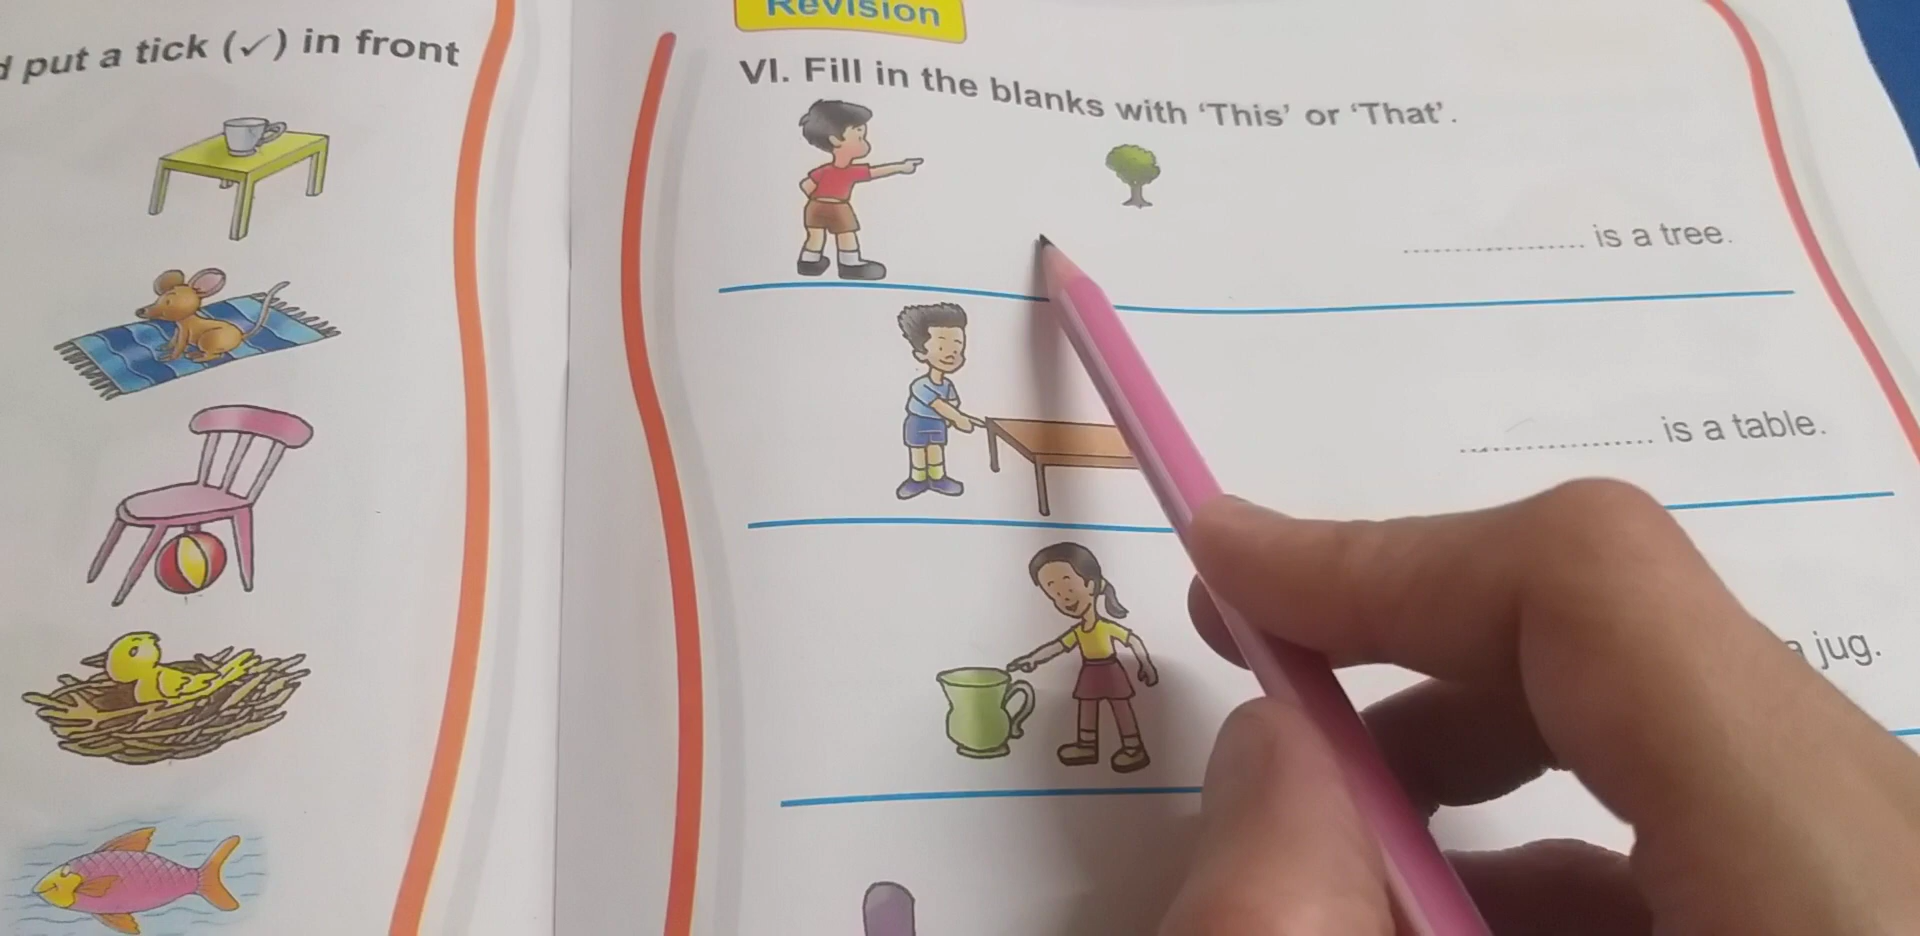 put a tick (✓) in front
Revision
VI. Fill in the blanks with ‘This’ or ‘That’.
................. is a tree.
................. is a table.
jug.